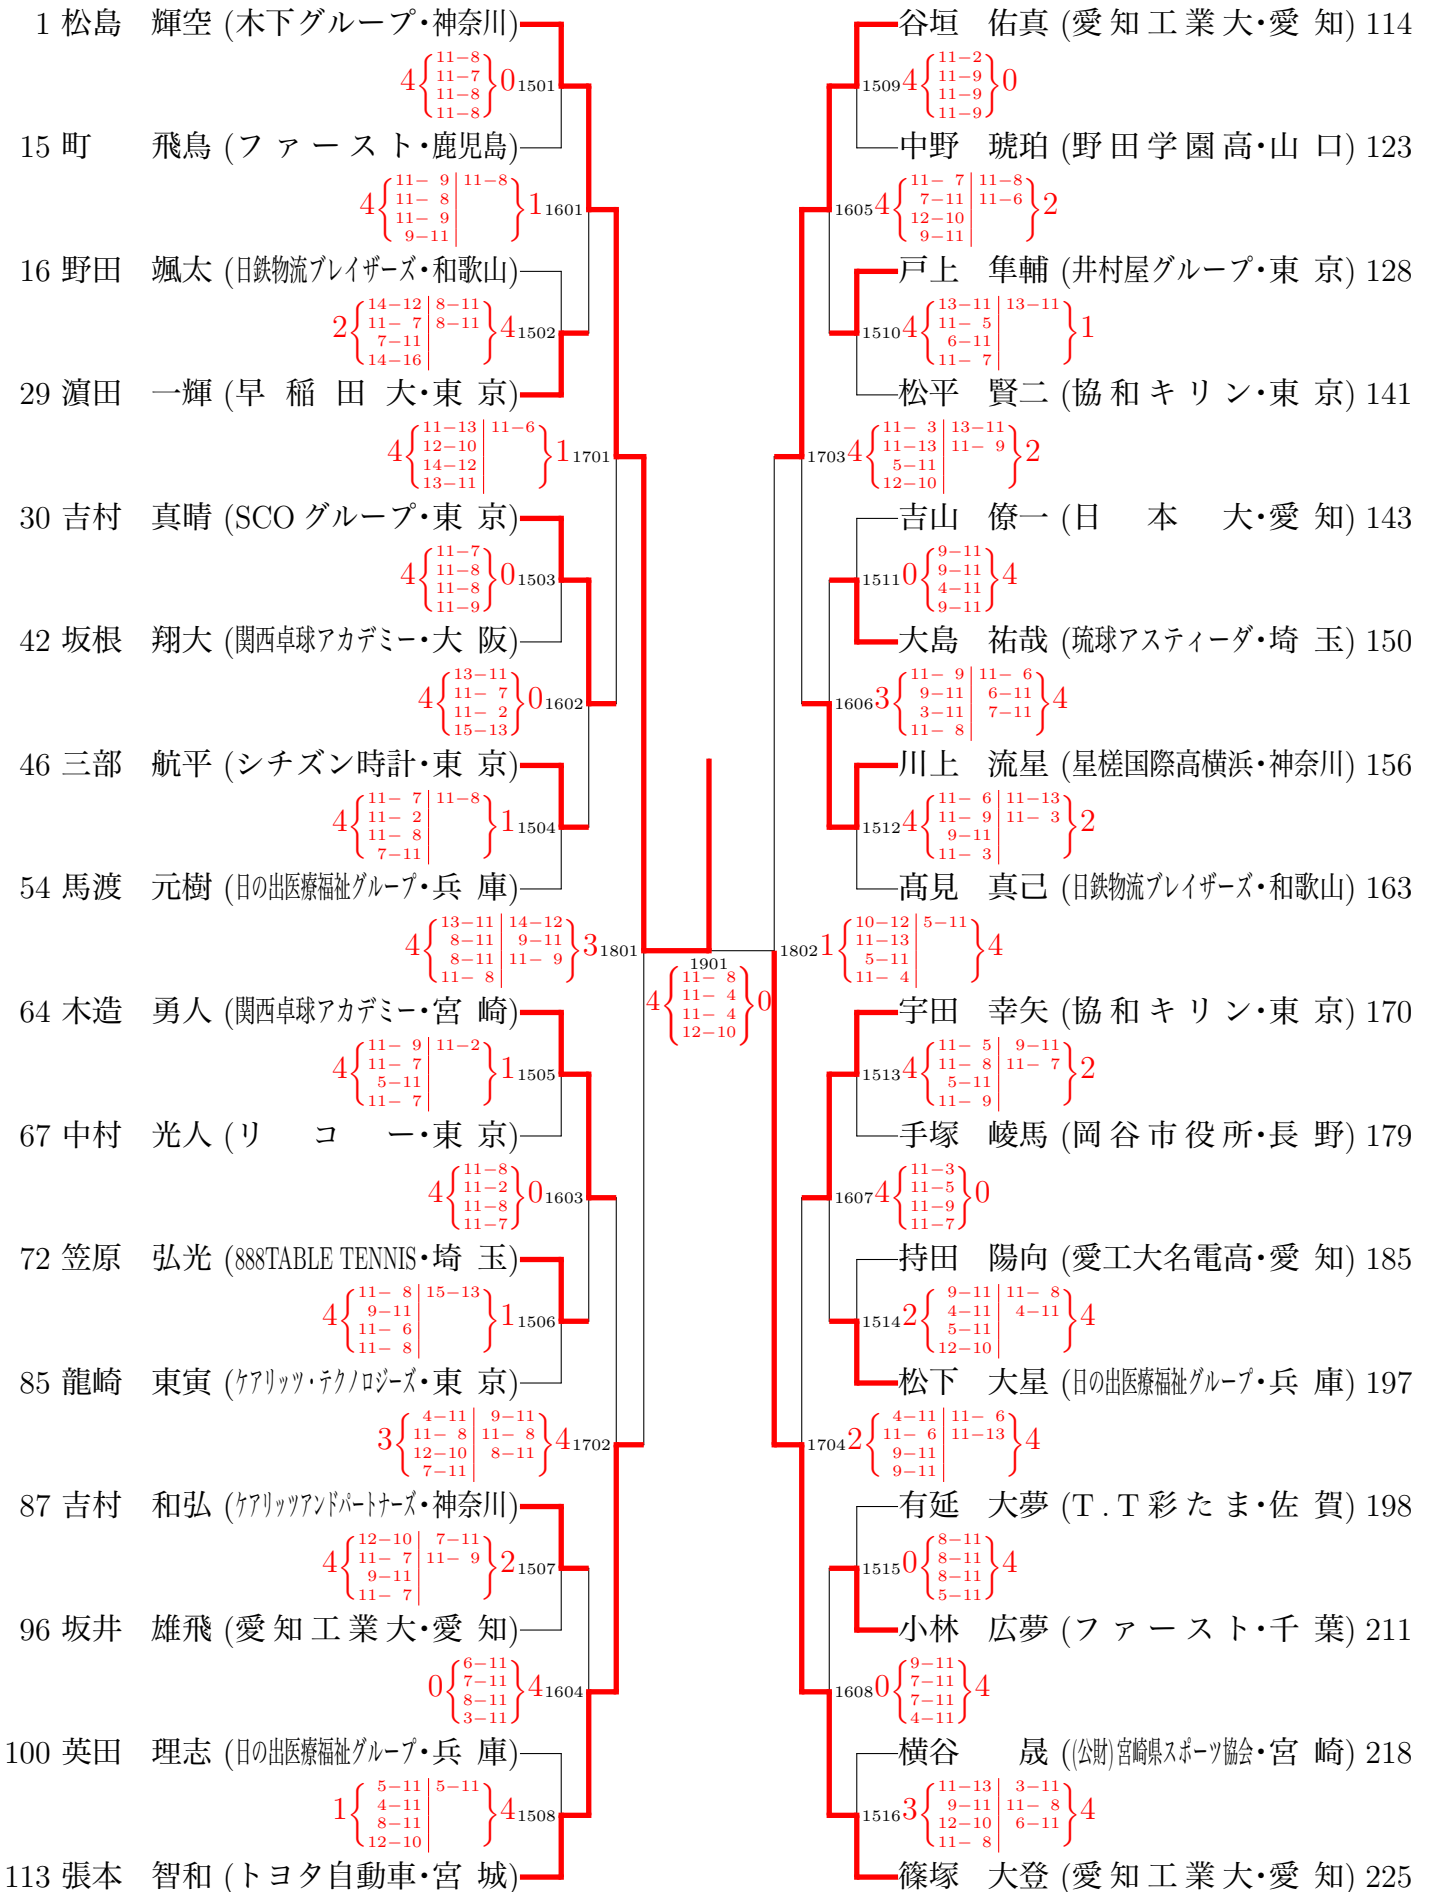 1 松島 輝空 (木下グループ・神奈川)
4 11-8 11-7 11-8 11-8 0 1501
15 町 飛鳥 (ファースト・鹿児島)
4 11-9 11-8 11-9 9-11 11-8 1 1601
16 野田 颯太 (日鉄物流ブレイザーズ・和歌山)
2 14-12 11-7 7-11 14-16 8-11 8-11 4 1502
29 濵田 一輝 (早稲田大・東京)
4 11-13 12-10 14-12 13-11 11-6 1 1701
30 吉村 真晴 (SCOグループ・東京)
4 11-7 11-8 11-8 11-9 0 1503
42 坂根 翔大 (関西卓球アカデミー・大阪)
4 13-11 11-7 11-2 15-13 0 1602
46 三部 航平 (シチズン時計・東京)
4 11-7 11-2 11-8 7-11 11-8 1 1504
54 馬渡 元樹 (日の出医療福祉グループ・兵庫)
4 13-11 8-11 8-11 11-8 14-12 9-11 11-9 3 1801
64 木造 勇人 (関西卓球アカデミー・宮崎)
4 11-9 11-7 5-11 11-7 11-2 1 1505
67 中村 光人 (リコー・東京)
4 11-8 11-2 11-8 11-7 0 1603
72 笠原 弘光 (888TABLE TENNIS・埼玉)
4 11-8 9-11 11-6 11-8 15-13 1 1506
85 龍崎 東寅 (ケアリッツ・テクノロジーズ・東京)
3 4-11 11-8 12-10 7-11 9-11 11-8 8-11 4 1702
87 吉村 和弘 (ケアリッツアンドパートナーズ・神奈川)
4 12-10 11-7 9-11 11-7 7-11 11-9 2 1507
96 坂井 雄飛 (愛知工業大・愛知)
0 6-11 7-11 8-11 3-11 4 1604
100 英田 理志 (日の出医療福祉グループ・兵庫)
1 5-11 4-11 8-11 12-10 5-11 4 1508
113 張本 智和 (トヨタ自動車・宮城)
1901
4 11-8 11-4 11-4 12-10 0
谷垣 佑真 (愛知工業大・愛知) 114
1509 4 11-2 11-9 11-9 11-9 0
中野 琥珀 (野田学園高・山口) 123
1605 4 11-7 7-11 12-10 9-11 11-8 11-6 2
戸上 隼輔 (井村屋グループ・東京) 128
1510 4 13-11 11-5 6-11 11-7 13-11 1
松平 賢二 (協和キリン・東京) 141
1703 4 11-3 11-13 5-11 12-10 13-11 11-9 2
吉山 僚一 (日本大・愛知) 143
1511 0 9-11 9-11 4-11 9-11 4
大島 祐哉 (琉球アスティーダ・埼玉) 150
1606 3 11-9 9-11 3-11 11-8 11-6 6-11 7-11 4
川上 流星 (星槎国際高横浜・神奈川) 156
1512 4 11-6 11-9 9-11 11-3 11-13 11-3 2
髙見 真己 (日鉄物流ブレイザーズ・和歌山) 163
1802 1 10-12 11-13 5-11 11-4 5-11 4
宇田 幸矢 (協和キリン・東京) 170
1513 4 11-5 11-8 5-11 11-9 9-11 11-7 2
手塚 崚馬 (岡谷市役所・長野) 179
1607 4 11-3 11-5 11-9 11-7 0
持田 陽向 (愛工大名電高・愛知) 185
1514 2 9-11 4-11 5-11 12-10 11-8 4-11 4
松下 大星 (日の出医療福祉グループ・兵庫) 197
1704 2 4-11 11-6 9-11 9-11 11-6 11-13 4
有延 大夢 (T.T彩たま・佐賀) 198
1515 0 8-11 8-11 8-11 5-11 4
小林 広夢 (ファースト・千葉) 211
1608 0 9-11 7-11 7-11 4-11 4
横谷 晟 ((公財)宮崎県スポーツ協会・宮崎) 218
1516 3 11-13 9-11 12-10 11-8 3-11 11-8 6-11 4
篠塚 大登 (愛知工業大・愛知) 225